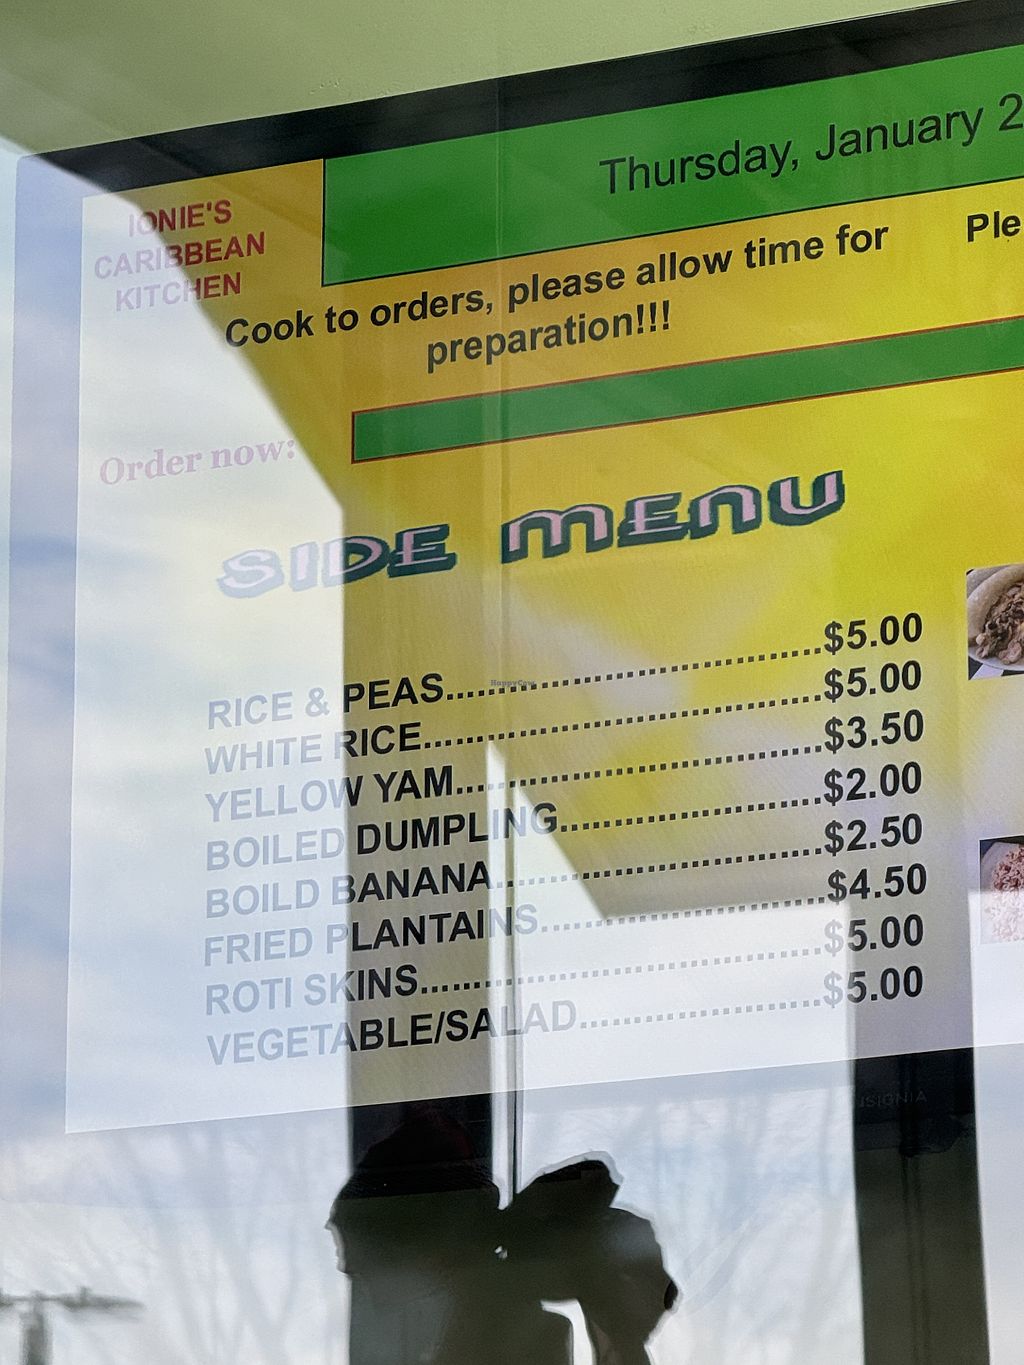 Thursday, January 2
IONIE'S
CARIBBEAN
KITCHEN
Cook to orders, please allow time for
preparation!!!
Ple
Order now:
SIDE MENU
RICE & PEAS..................................$5.00
WHITE RICE....................................$5.00
YELLOW YAM.................................$3.50
BOILED DUMPLING........................$2.00
BOILD BANANA..............................$2.50
FRIED PLANTAINS..........................$4.50
ROTI SKINS.....................................$5.00
VEGETABLE/SALAD......................$5.00
HappyCow
INSIGNIA